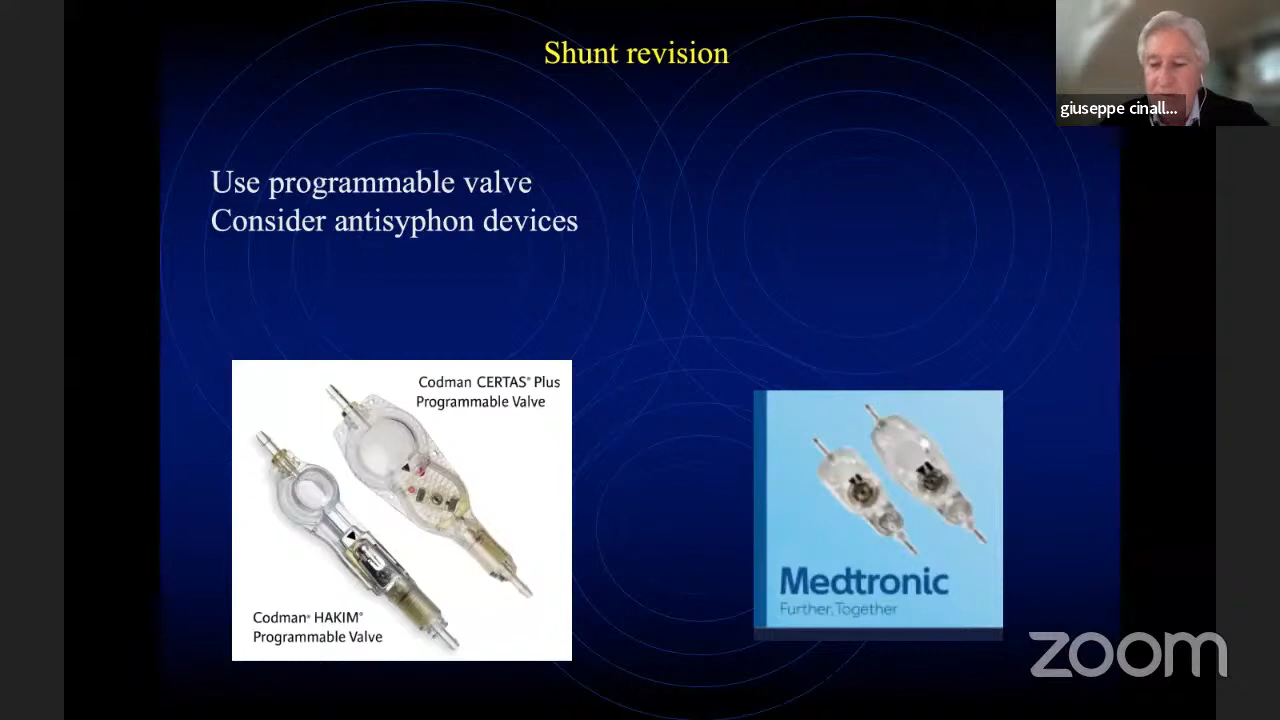 Shunt revision
giuseppe cinall...
Use programmable valve
Consider antisyphon devices
Codman CERTAS® Plus
Programmable Valve
Codman® HAKIM®
Programmable Valve
Medtronic
Further, Together
zoom